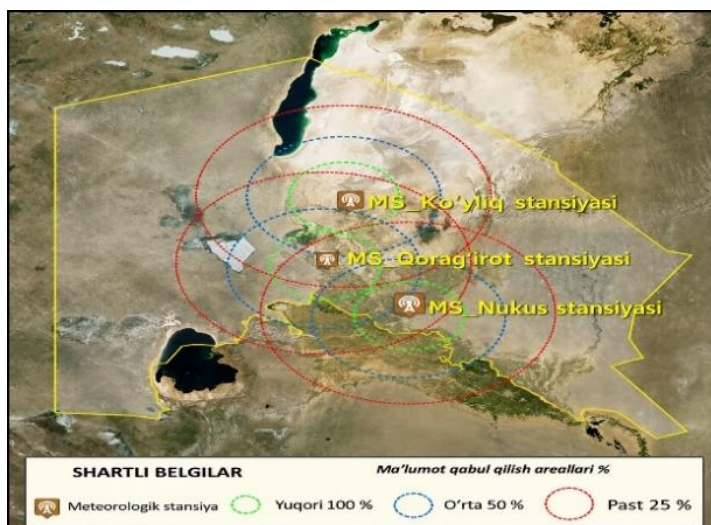 MS_Ko'yliq stansiyasi
MS_Qorag'irot stansiyasi
MS_Nukus stansiyasi
SHARTLI BELGILAR
Ma'lumot qabul qilish areallari %
Meteorologik stansiya
Yuqori 100 %
O'rta 50 %
Past 25 %